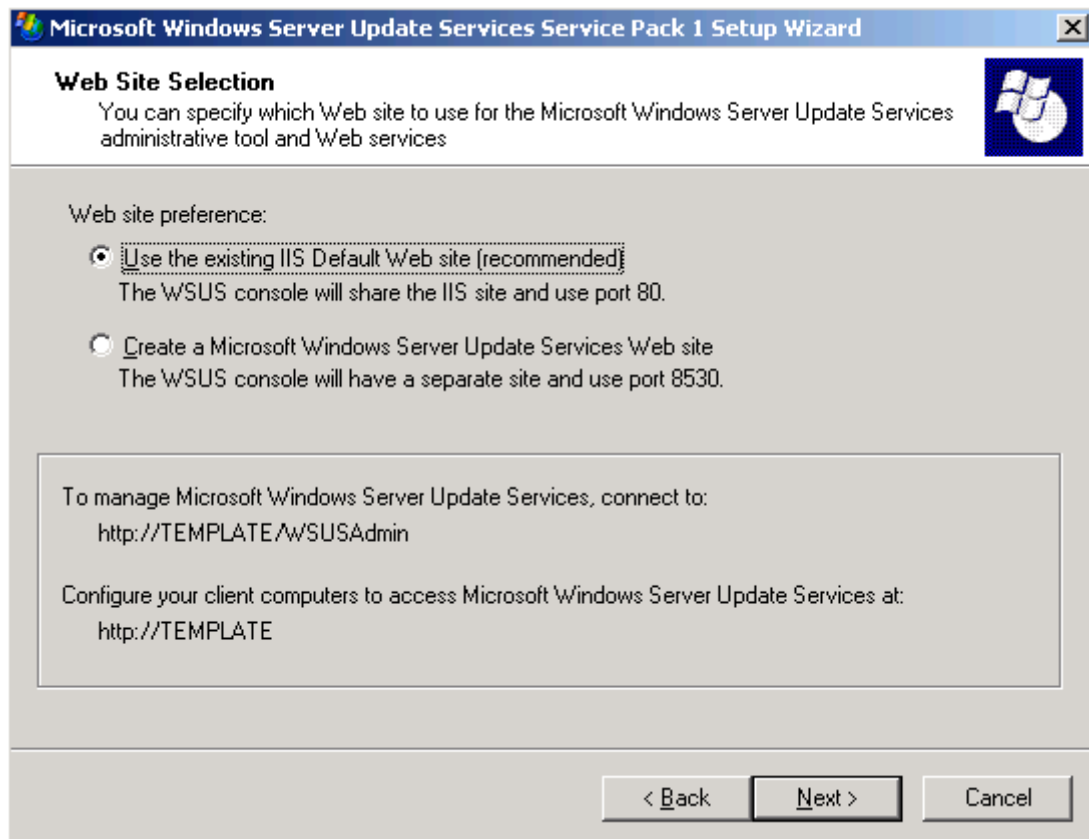 Microsoft Windows Server Update Services Service Pack 1 Setup Wizard
Web Site Selection
You can specify which Web site to use for the Microsoft Windows Server Update Services
administrative tool and Web services
Web site preference:
Use the existing IIS Default Web site (recommended)
The WSUS console will share the IIS site and use port 80.
Create a Microsoft Windows Server Update Services Web site
The WSUS console will have a separate site and use port 8530.
To manage Microsoft Windows Server Update Services, connect to:
http://TEMPLATE/WSUSAdmin
Configure your client computers to access Microsoft Windows Server Update Services at:
http://TEMPLATE
< Back
Next >
Cancel